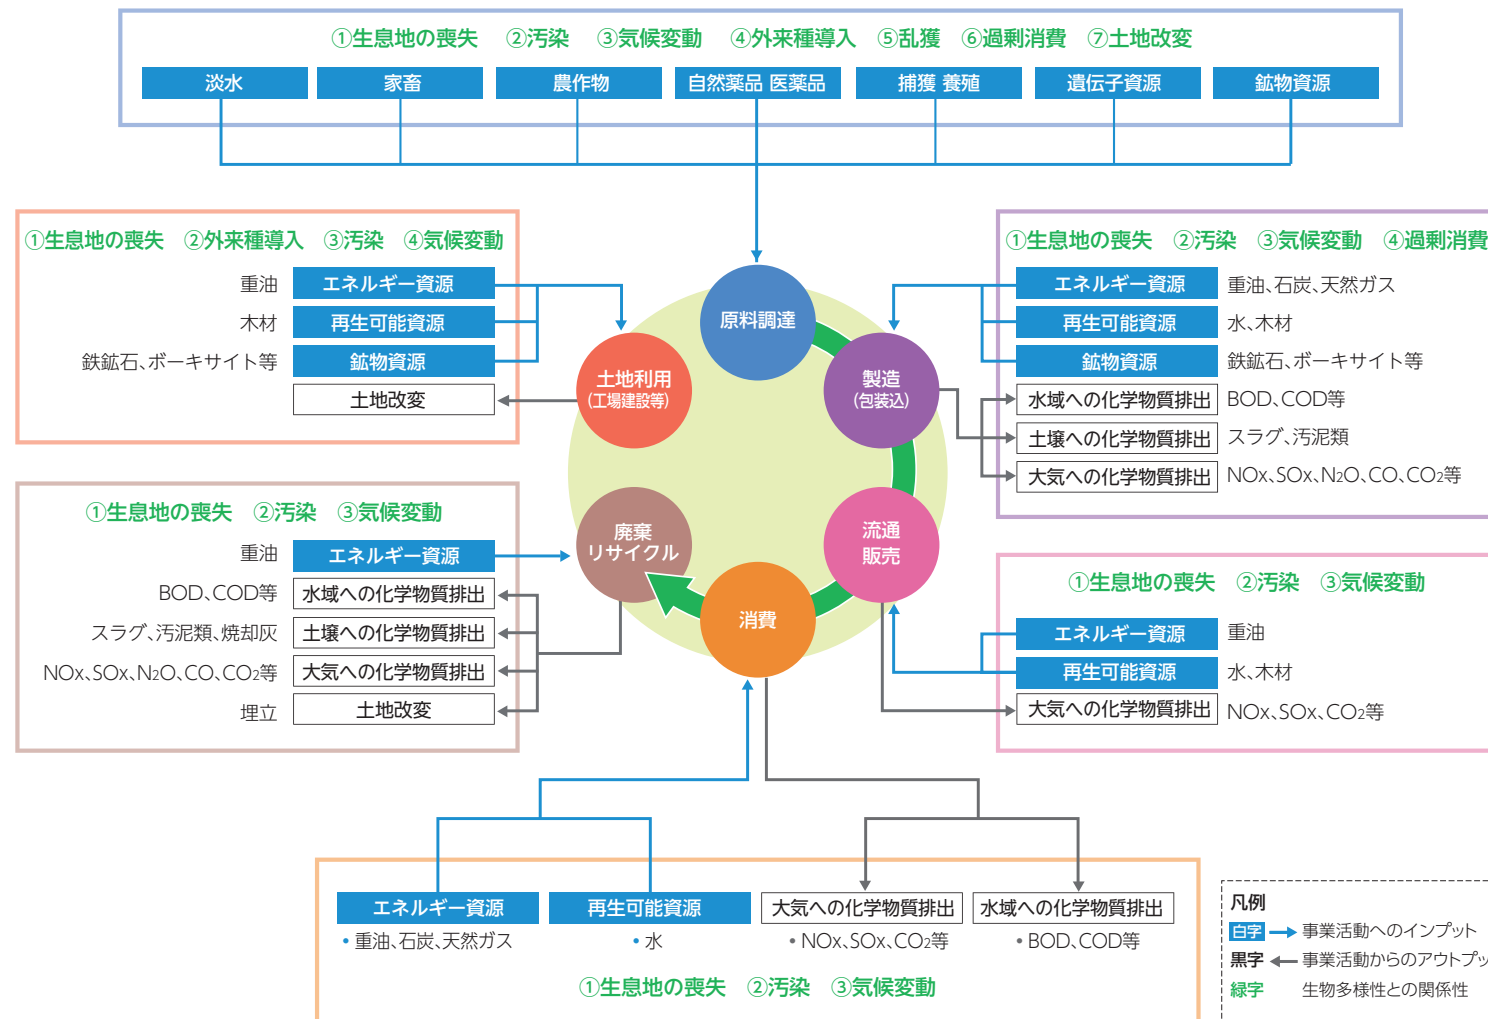 ①生息地の喪失 ②汚染 ③気候変動 ④外来種導入 ⑤乱獲 ⑥過剰消費 ⑦土地改変
淡水 家畜 農作物 自然薬品 医薬品 捕獲 養殖 遺伝子資源 鉱物資源
①生息地の喪失 ②外来種導入 ③汚染 ④気候変動
重油 エネルギー資源
木材 再生可能資源
鉄鉱石、ボーキサイト等 鉱物資源
土地改変
原料調達
土地利用
(工場建設等)
製造
(包装込)
廃棄
リサイクル
流通
販売
消費
①生息地の喪失 ②汚染 ③気候変動 ④過剰消費
エネルギー資源 重油、石炭、天然ガス
再生可能資源 水、木材
鉱物資源 鉄鉱石、ボーキサイト等
水域への化学物質排出 BOD、COD等
土壌への化学物質排出 スラグ、汚泥類
大気への化学物質排出 NOx、SOx、N2O、CO、CO2等
①生息地の喪失 ②汚染 ③気候変動
重油 エネルギー資源
BOD、COD等 水域への化学物質排出
スラグ、汚泥類、焼却灰 土壌への化学物質排出
NOx、SOx、N2O、CO、CO2等 大気への化学物質排出
埋立 土地改変
①生息地の喪失 ②汚染 ③気候変動
エネルギー資源 重油
再生可能資源 水、木材
大気への化学物質排出 NOx、SOx、CO2等
エネルギー資源 再生可能資源 大気への化学物質排出 水域への化学物質排出
•重油、石炭、天然ガス •水 •NOx、SOx、CO2等 •BOD、COD等
①生息地の喪失 ②汚染 ③気候変動
凡例
白字 事業活動へのインプット
黒字 事業活動からのアウトプッ
緑字 生物多様性との関係性